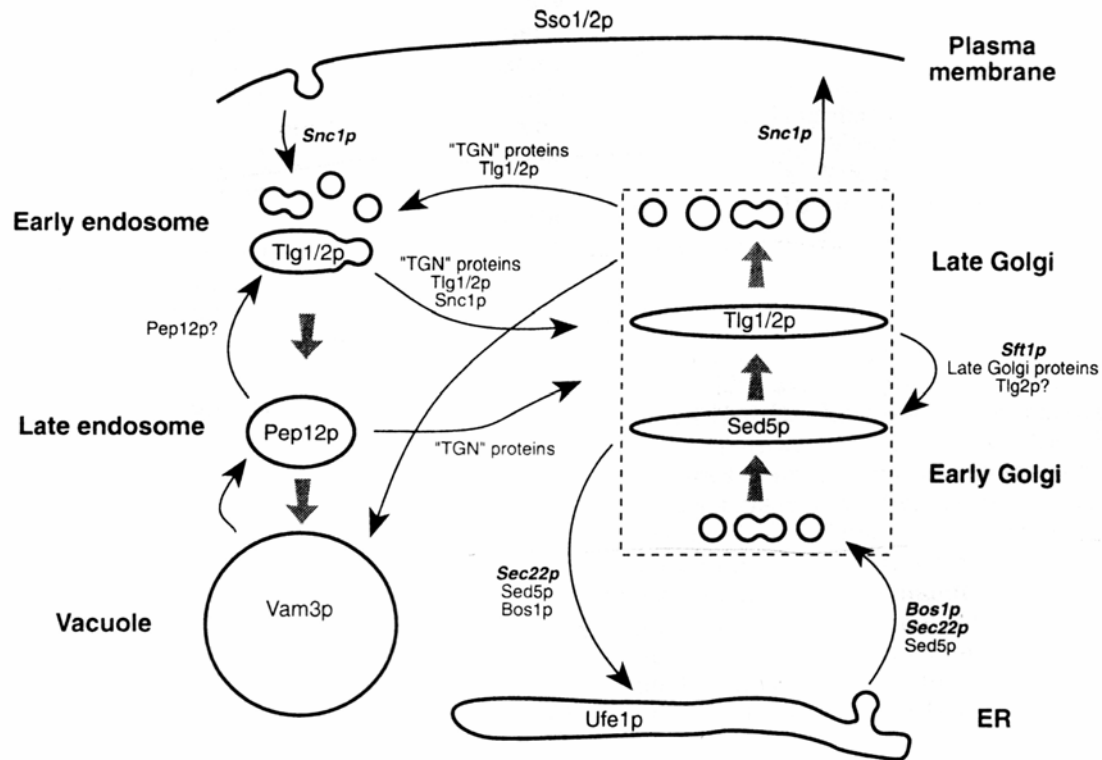 Sso1/2p
Plasma
membrane
Snc1p
Snc1p
"TGN" proteins
Tlg1/2p
Early endosome
Tlg1/2p
"TGN" proteins
Tlg1/2p
Snc1p
Late Golgi
Tlg1/2p
Pep12p?
Sft1p
Late Golgi proteins
Tlg2p?
Late endosome
Pep12p
"TGN" proteins
Sed5p
Early Golgi
Sec22p
Sed5p
Bos1p
Vacuole
Vam3p
Bos1p
Sec22p
Sed5p
Ufe1p
ER